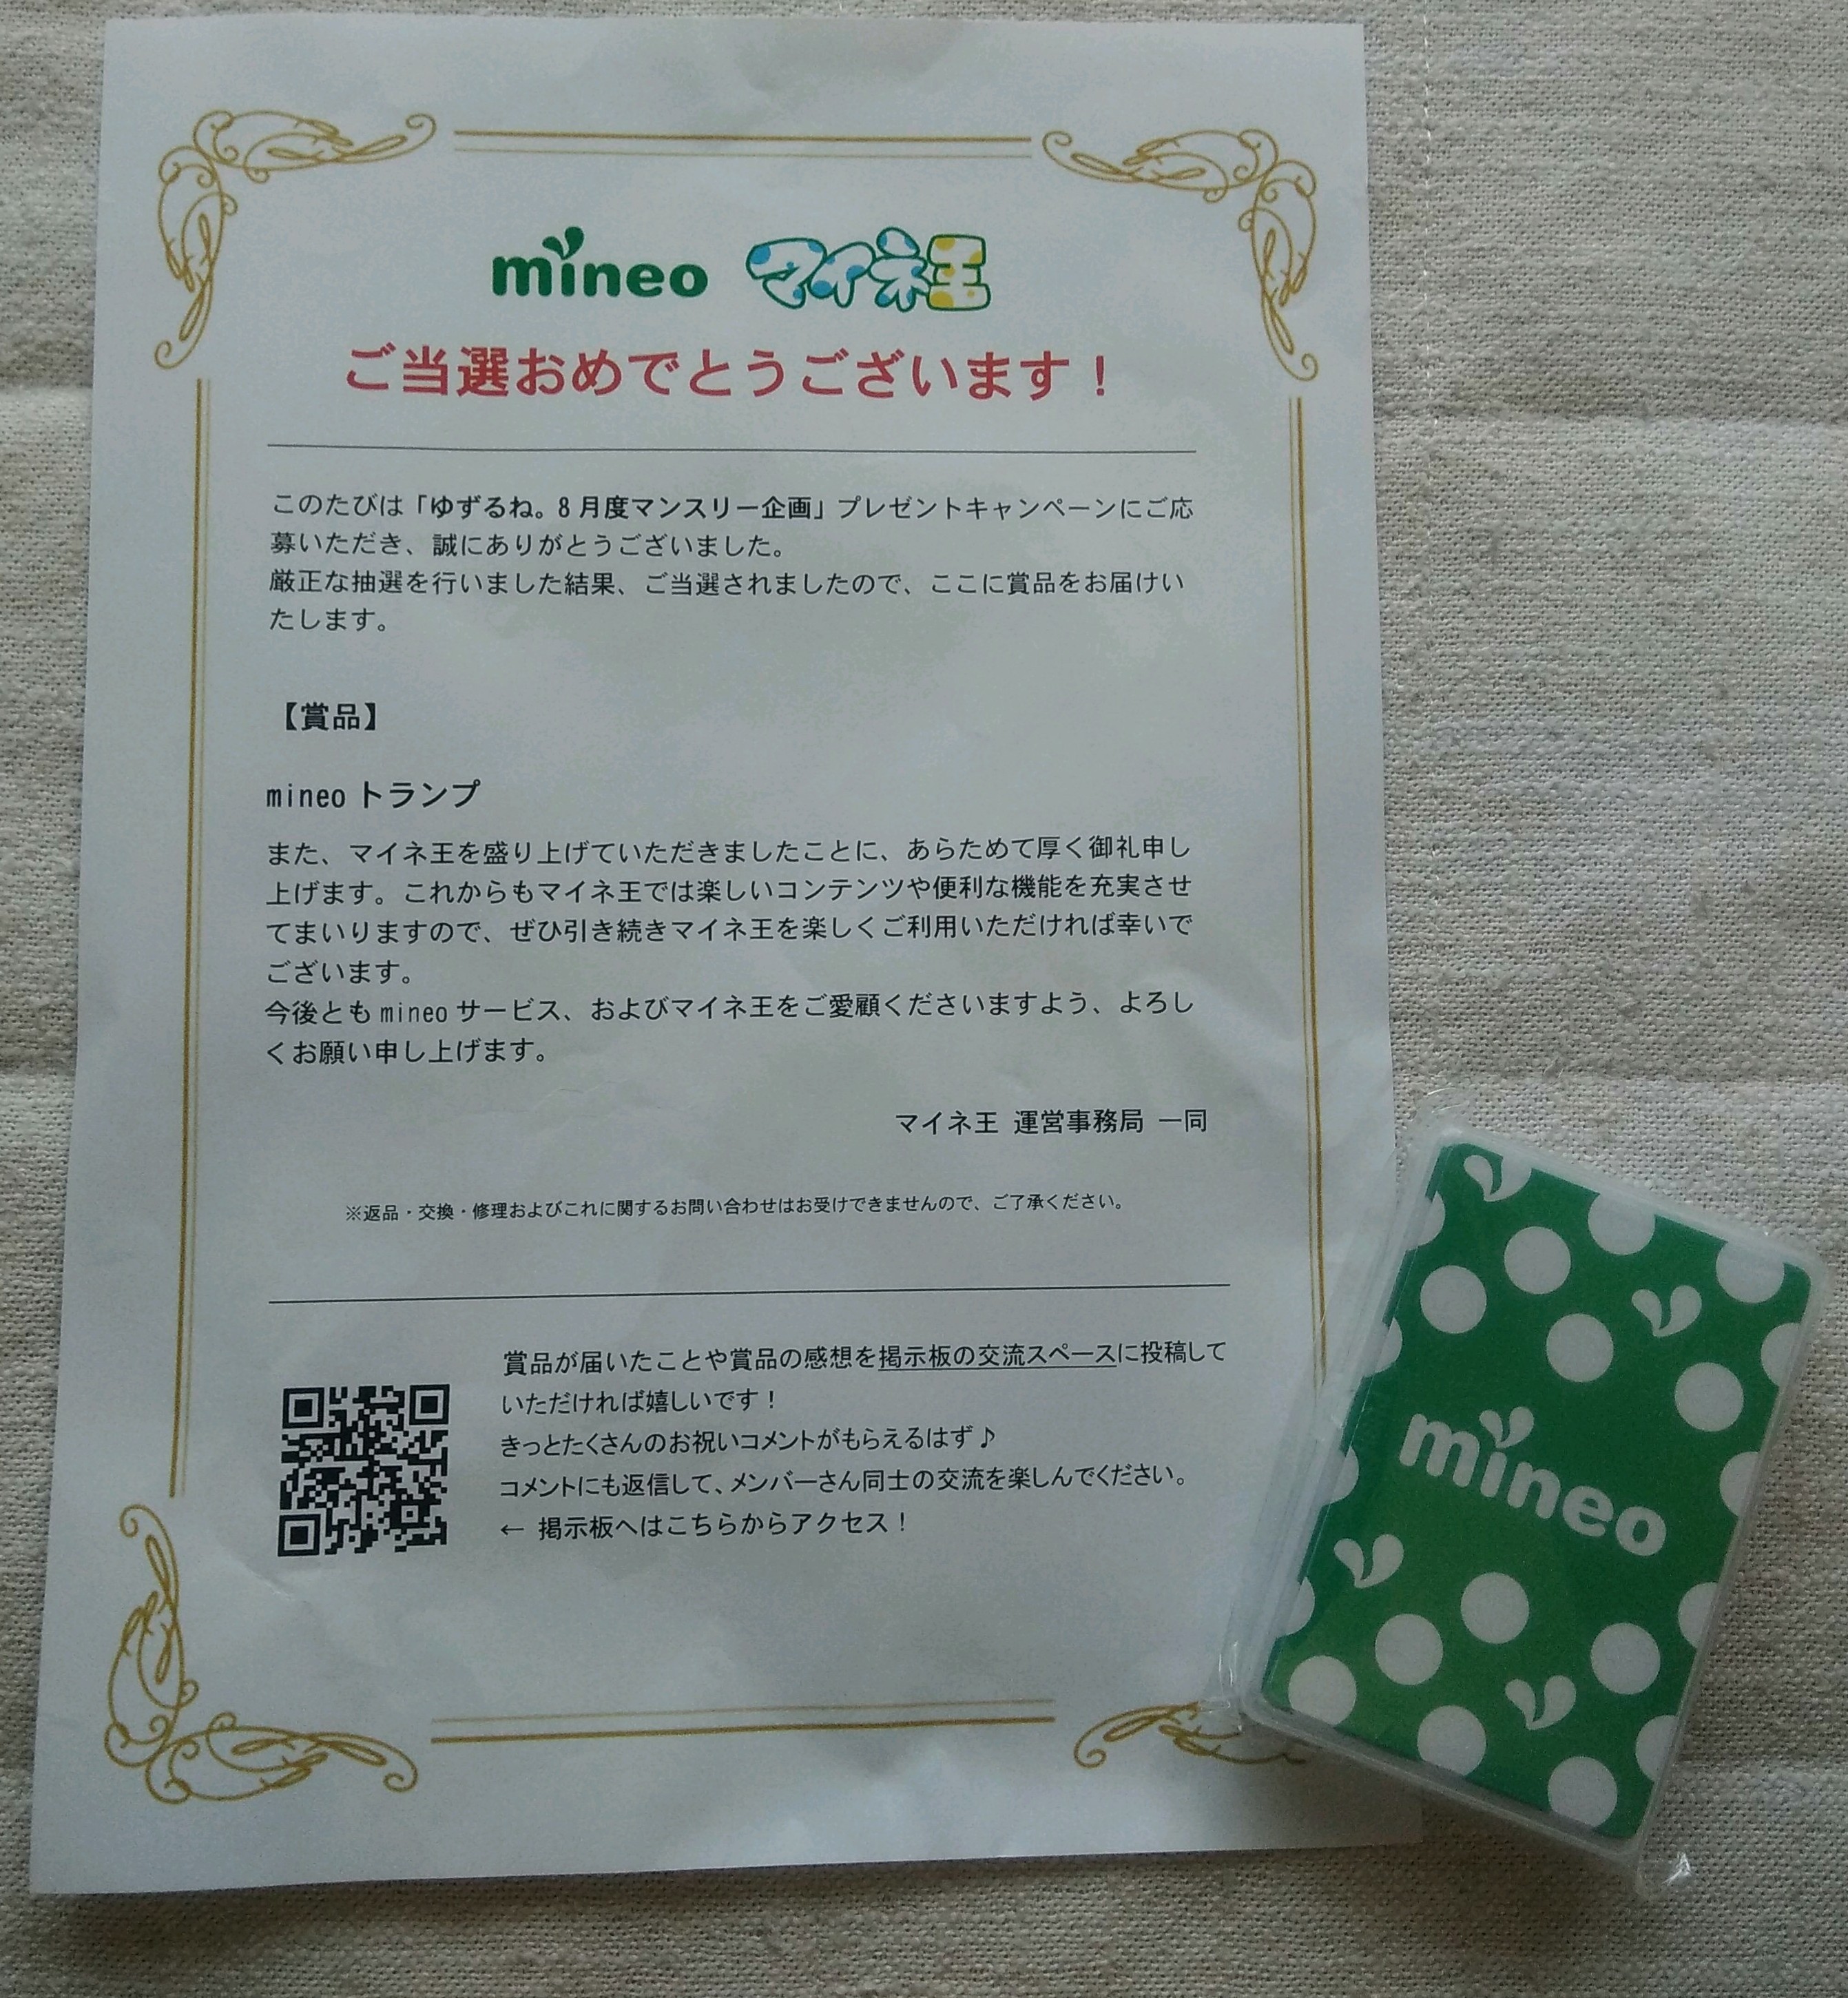 mineo マイネ王
ご当選おめでとうございます！
このたびは「ゆずるね。8月度マンスリー企画」プレゼントキャンペーンにご応
募いただき、誠にありがとうございました。
厳正な抽選を行いました結果、ご当選されましたので、ここに賞品をお届けい
たします。
【賞品】
mineo トランプ
また、マイネ王を盛り上げていただきましたことに、あらためて厚く御礼申し
上げます。これからもマイネ王では楽しいコンテンツや便利な機能を充実させ
てまいりますので、ぜひ引き続きマイネ王を楽しくご利用いただければ幸いで
ございます。
今後とも mineo サービス、およびマイネ王をご愛顧くださいますよう、よろし
くお願い申し上げます。
マイネ王 運営事務局 一同
※返品・交換・修理およびこれに関するお問い合わせはお受けできませんので、ご了承ください。
賞品が届いたことや賞品の感想を掲示板の交流スペースに投稿して
いただければ嬉しいです！
きっとたくさんのお祝いコメントがもらえるはず♪
コメントにも返信して、メンバーさん同士の交流を楽しんでください。
← 掲示板へはこちらからアクセス！
mineo